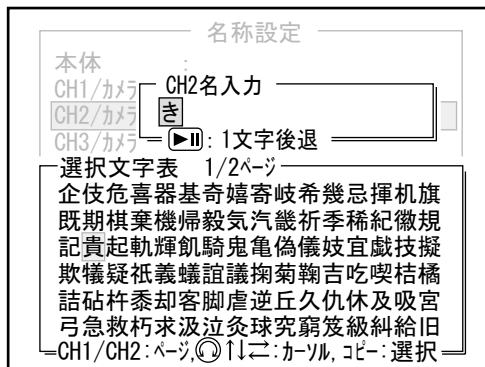 名称設定
本体 :
CH1/カメラ
CH2名入力
CH2/カメラ
き
CH3/カメラ
▶II: 1文字後退
選択文字表 1/2ページ
企伎危喜器基奇嬉寄岐希幾忌揮机旗
既期棋棄機帰毅気汽畿祈季稀紀徽規
記貴起軌輝飢騎鬼亀偽儀妓宜戯技擬
欺犠疑祇義蟻誼議掬菊鞠吉吃喫桔橘
詰砧杵黍却客脚虐逆丘久仇休及吸宮
弓急救朽求汲泣灸球究窮笈級糾給旧
CH1/CH2:ページ,↑↓⇄:カーソル,コピー:選択